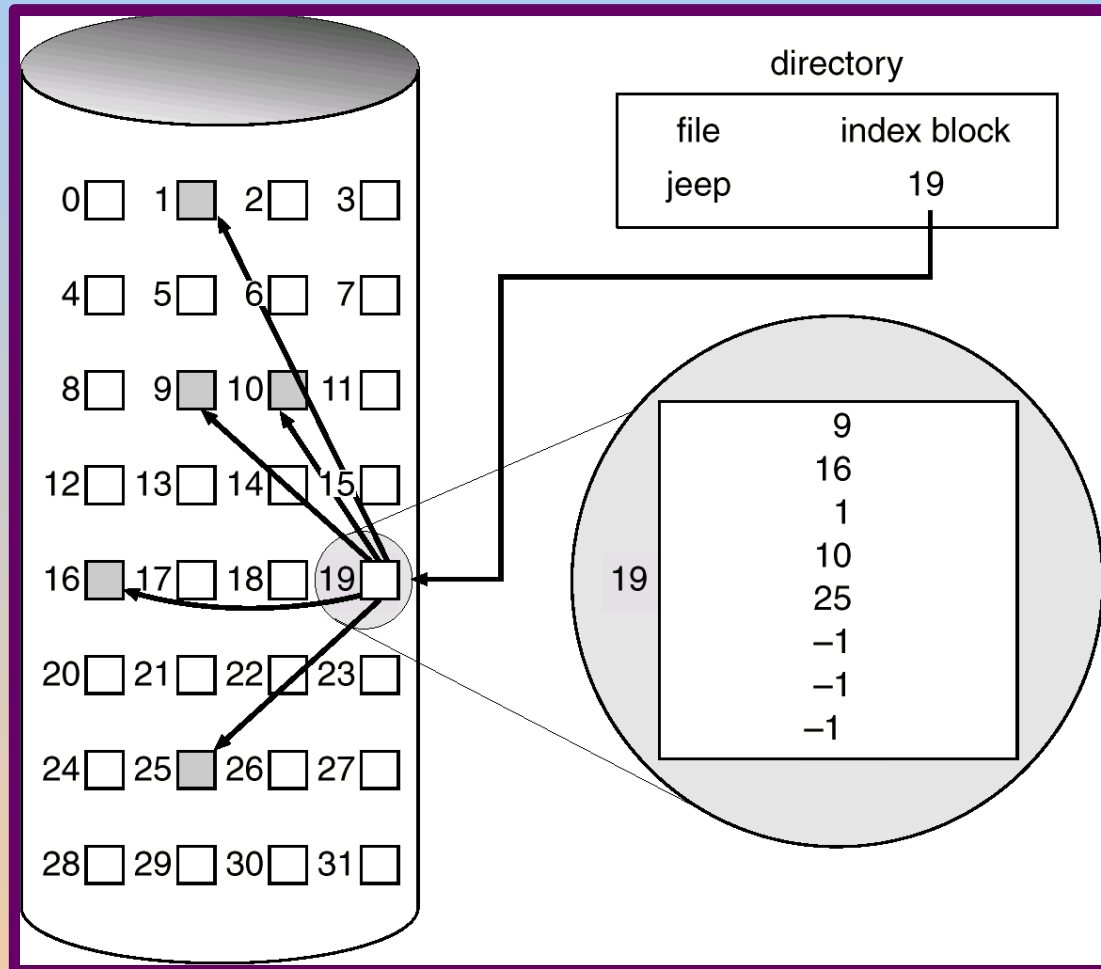 directory
file index block
jeep 19
0 1 2 3
4 5 6 7
8 9 10 11
12 13 14 15
16 17 18 19
20 21 22 23
24 25 26 27
28 29 30 31
19
9
16
1
10
25
–1
–1
–1